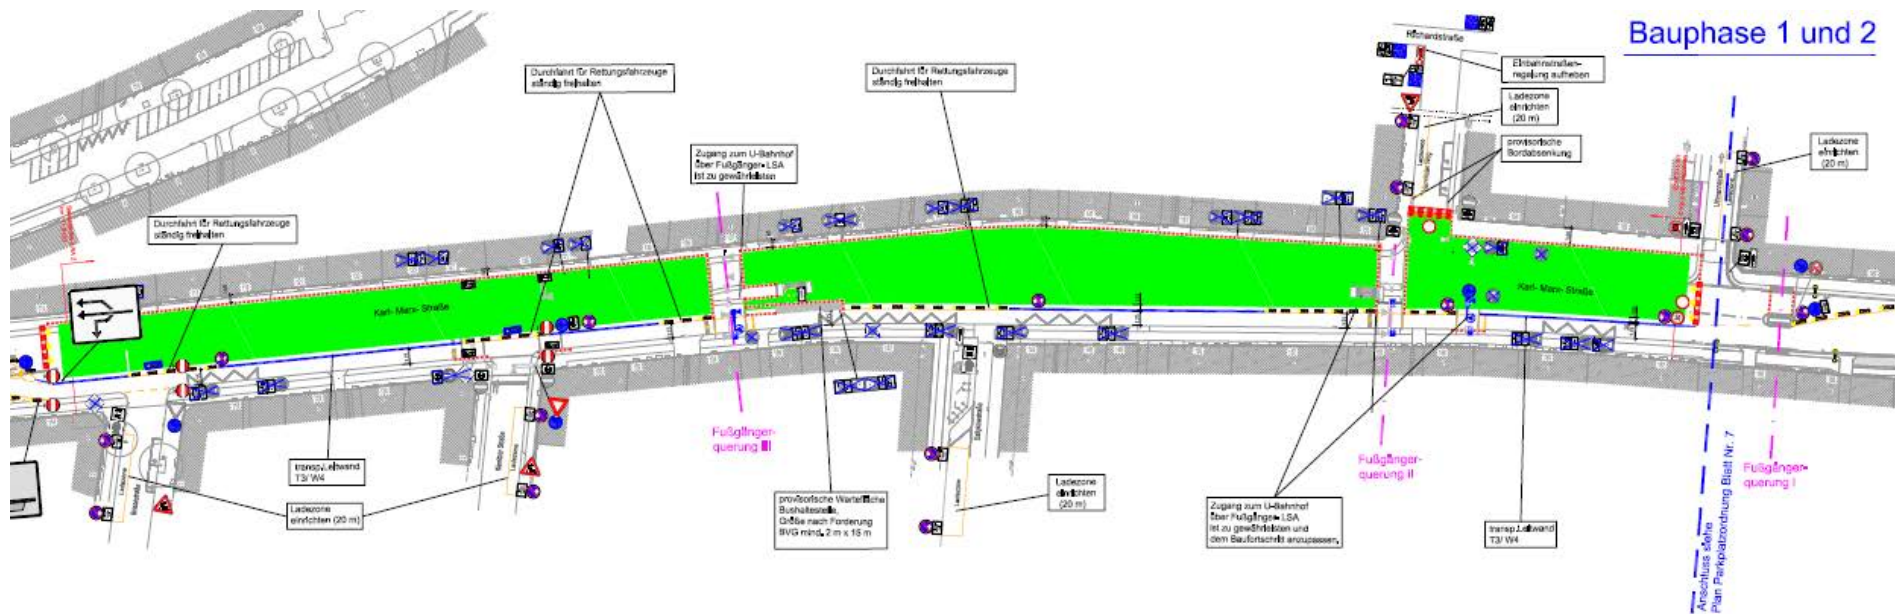 Bauphase 1 und 2
Richardstraße
Einbahnstraßen-
regelung aufheben
Durchfahrt für Rettungsfahrzeuge
ständig freihalten
Durchfahrt für Rettungsfahrzeuge
ständig freihalten
Ladezone
einrichten
(20 m)
Ladezone
einrichten
(20 m)
provisorische
Bordabsenkung
Zugang zum U-Bahnhof
über Fußgänger-LSA
ist zu gewährleisten
Durchfahrt für Rettungsfahrzeuge
ständig freihalten
Karl- Marx- Straße
Karl- Marx- Straße
Fußgänger-
querung III
Fußgänger-
querung II
Fußgänger-
querung I
transp.Leitwand
T3/ W4
Ladezone
einrichten (20 m)
Ladezone
Ladezone
Ladezone
provisorische Wartefläche
Bushaltestelle,
Größe nach Forderung
BVG mind. 2 m x 15 m
Ladezone
einrichten
(20 m)
Zugang zum U-Bahnhof
über Fußgänger- LSA
ist zu gewährleisten und
dem Baufortschritt anzupassen.
transp.Leitwand
T3/ W4
Anschluss siehe
Plan Parkplatzordnung Blatt Nr. 7